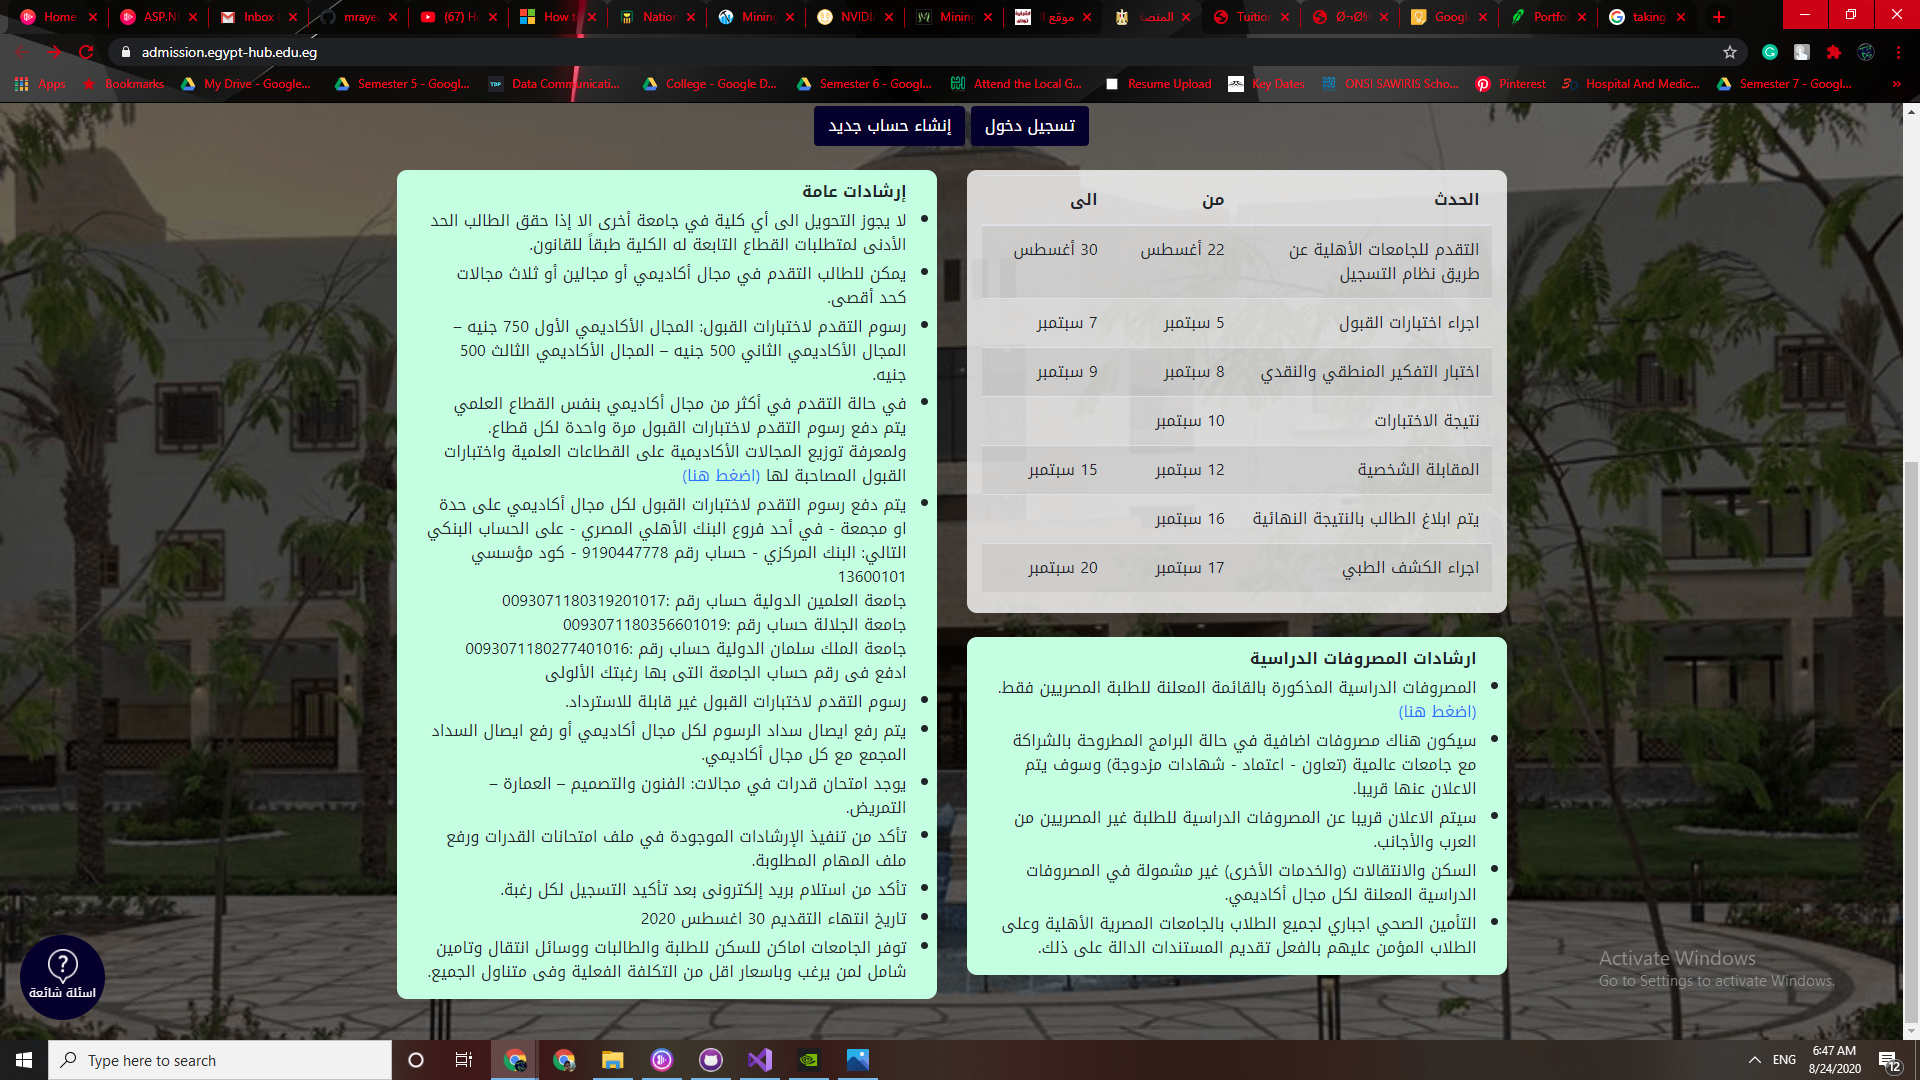 Home
ASP.N
Inbox (
mraye
(67) H
How t
Nation
Mining
NVIDI
Mining
موقع ال
المنصة
Tuition
Ø¬Ø§
Googl
Portfo
taking
admission.egypt-hub.edu.eg
Apps
Bookmarks
My Drive - Google...
Semester 5 - Googl...
Data Communicati...
College - Google D...
Semester 6 - Googl...
Attend the Local G...
Resume Upload
Key Dates
ONSI SAWIRIS Scho...
Pinterest
Hospital And Medic...
Semester 7 - Googl...
»
تسجيل دخول
إنشاء حساب جديد
الحدث من الى
التقدم للجامعات الأهلية عن 22 أغسطس 30 أغسطس
طريق نظام التسجيل
اجراء اختبارات القبول 5 سبتمبر 7 سبتمبر
اختبار التفكير المنطقي والنقدي 8 سبتمبر 9 سبتمبر
نتيجة الاختبارات 10 سبتمبر
المقابلة الشخصية 12 سبتمبر 15 سبتمبر
يتم ابلاغ الطالب بالنتيجة النهائية 16 سبتمبر
اجراء الكشف الطبي 17 سبتمبر 20 سبتمبر
ارشادات المصروفات الدراسية
المصروفات الدراسية المذكورة بالقائمة المعلنة للطلبة المصريين فقط.
(اضغط هنا)
سيكون هناك مصروفات اضافية في حالة البرامج المطروحة بالشراكة
مع جامعات عالمية (تعاون - اعتماد - شهادات مزدوجة) وسوف يتم
الاعلان عنها قريبا.
سيتم الاعلان قريبا عن المصروفات الدراسية للطلبة غير المصريين من
العرب والأجانب.
السكن والانتقالات (والخدمات الأخرى) غير مشمولة في المصروفات
الدراسية المعلنة لكل مجال أكاديمي.
التأمين الصحي اجباري لجميع الطلاب بالجامعات المصرية الأهلية وعلى
الطلاب المؤمن عليهم بالفعل تقديم المستندات الدالة على ذلك.
إرشادات عامة
لا يجوز التحويل الى أي كلية في جامعة أخرى الا إذا حقق الطالب الحد
الأدنى لمتطلبات القطاع التابعة له الكلية طبقاً للقانون.
يمكن للطالب التقدم في مجال أكاديمي أو مجالين أو ثلاث مجالات
كحد أقصى.
رسوم التقدم لاختبارات القبول: المجال الأكاديمي الأول 750 جنيه –
المجال الأكاديمي الثاني 500 جنيه – المجال الأكاديمي الثالث 500
جنيه.
في حالة التقدم في أكثر من مجال أكاديمي بنفس القطاع العلمي
يتم دفع رسوم التقدم لاختبارات القبول مرة واحدة لكل قطاع.
ولمعرفة توزيع المجالات الأكاديمية على القطاعات العلمية واختبارات
القبول المصاحبة لها (اضغط هنا)
يتم دفع رسوم التقدم لاختبارات القبول لكل مجال أكاديمي على حدة
او مجمعة - في أحد فروع البنك الأهلي المصري - على الحساب البنكي
التالي: البنك المركزي - حساب رقم 9190447778 - كود مؤسسي
13600101
جامعة العلمين الدولية حساب رقم :0093071180319201017
جامعة الجلالة حساب رقم :0093071180356601019
جامعة الملك سلمان الدولية حساب رقم :0093071180277401016
ادفع فى رقم حساب الجامعة التى بها رغبتك الألولى
رسوم التقدم لاختبارات القبول غير قابلة للاسترداد.
يتم رفع ايصال سداد الرسوم لكل مجال أكاديمي أو رفع ايصال السداد
المجمع مع كل مجال أكاديمي.
يوجد امتحان قدرات في مجالات: الفنون والتصميم – العمارة –
التمريض.
تأكد من تنفيذ الإرشادات الموجودة في ملف امتحانات القدرات ورفع
ملف المهام المطلوبة.
تأكد من استلام بريد إلكترونى بعد تأكيد التسجيل لكل رغبة.
تاريخ انتهاء التقديم 30 اغسطس 2020
توفر الجامعات اماكن للسكن للطلبة والطالبات ووسائل انتقال وتامين
شامل لمن يرغب وباسعار اقل من التكلفة الفعلية وفى متناول الجميع.
اسئلة شائعة
Activate Windows
Go to Settings to activate Windows.
Type here to search
ENG
6:47 AM
8/24/2020
12